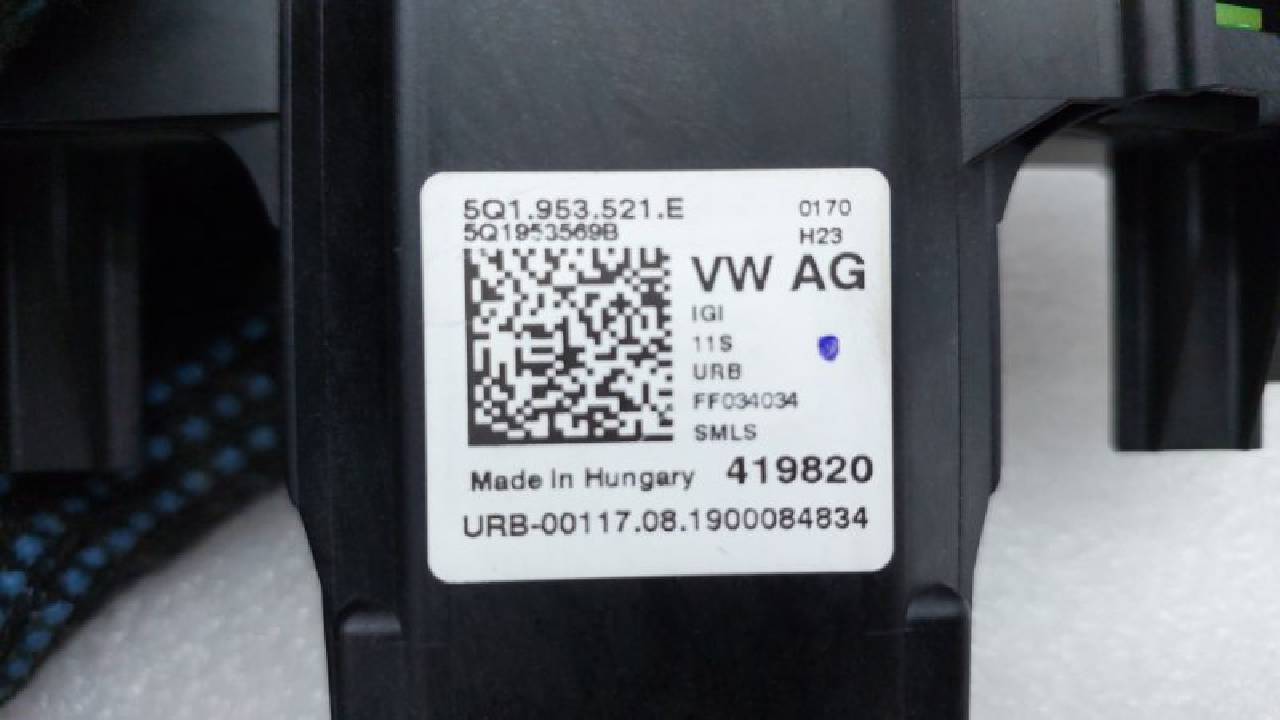 5Q1.953.521.E 0170
5Q1953569B H23
VW AG
IGI
11S
URB
FF034034
SMLS
Made In Hungary 419820
URB-00117.08.1900084834